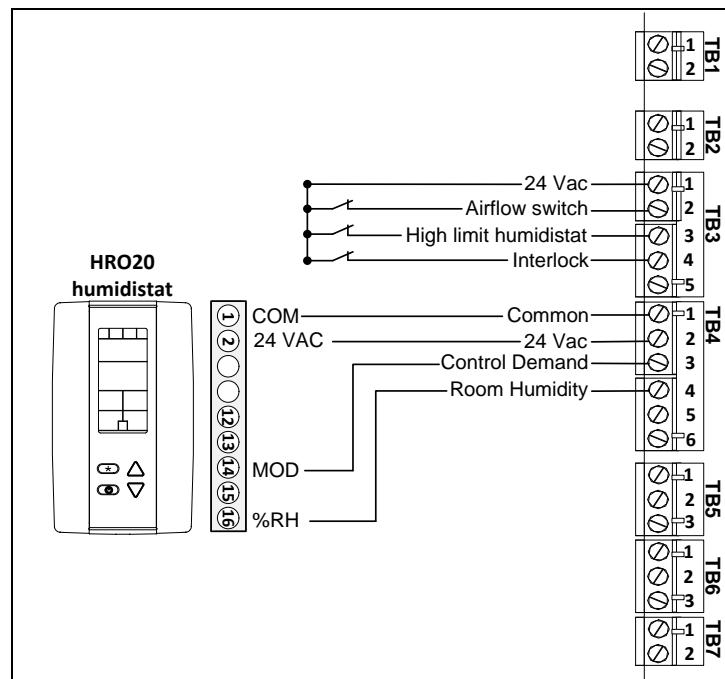 1
2
TB1
1
2
TB2
24 Vac
Airflow switch
High limit humidistat
Interlock
1
2
3
4
5
TB3
HRO20
humidistat
1 COM
2 24 VAC
12
13
14 MOD
15
16 %RH
Common
24 Vac
Control Demand
Room Humidity
1
2
3
4
5
6
TB4
1
2
3
TB5
1
2
3
TB6
1
2
TB7